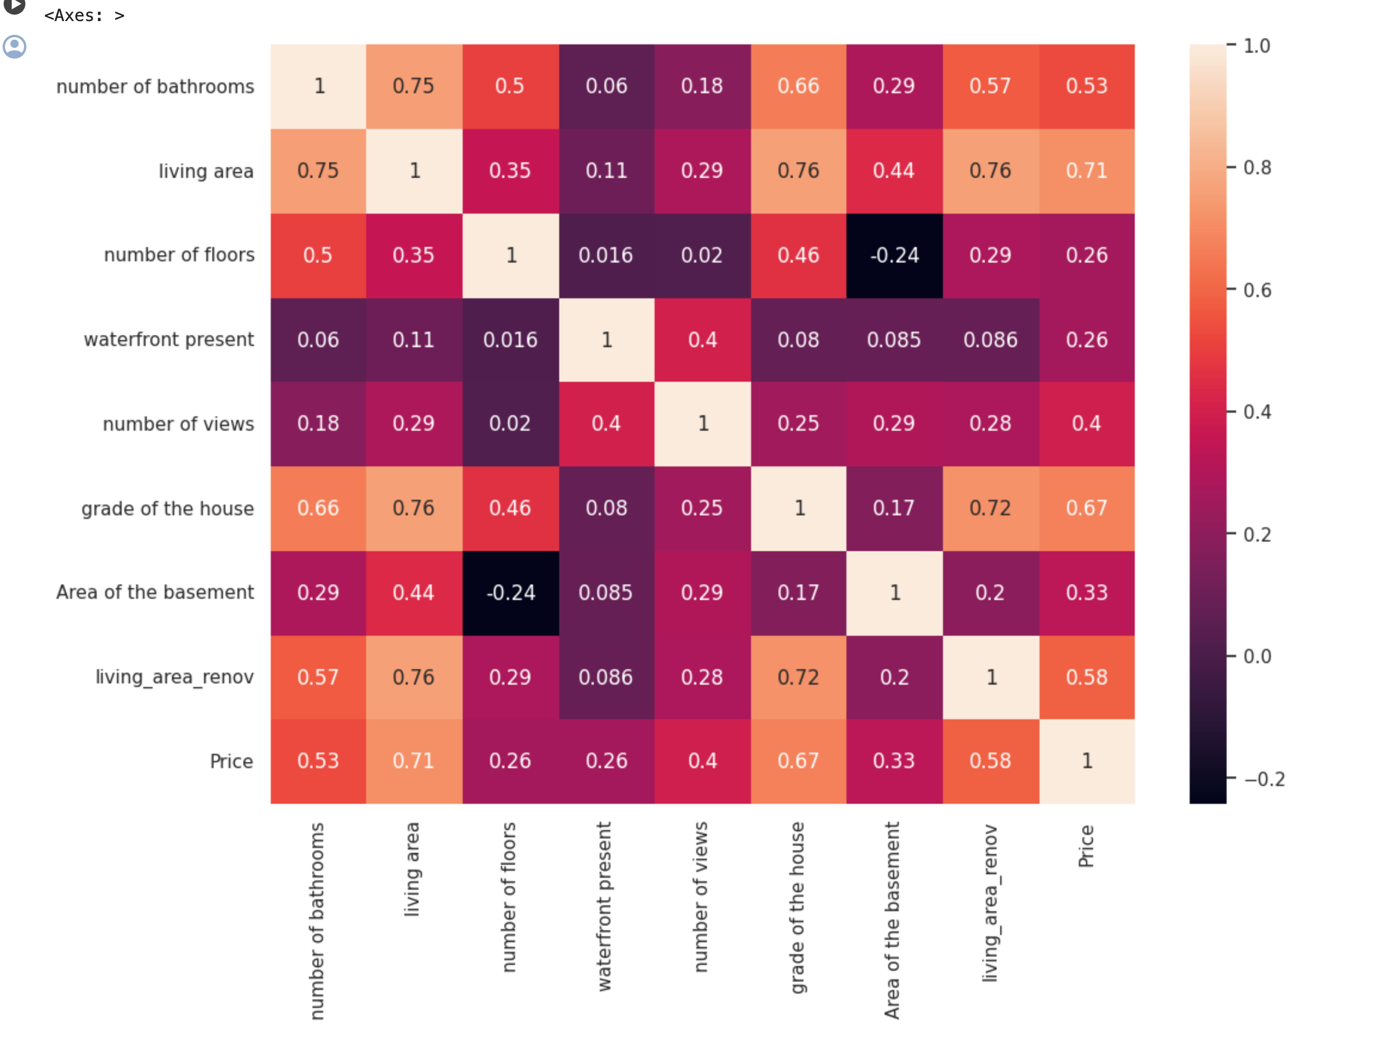 <Axes: >
number of bathrooms 1 0.75 0.5 0.06 0.18 0.66 0.29 0.57 0.53
living area 0.75 1 0.35 0.11 0.29 0.76 0.44 0.76 0.71
number of floors 0.5 0.35 1 0.016 0.02 0.46 -0.24 0.29 0.26
waterfront present 0.06 0.11 0.016 1 0.4 0.08 0.085 0.086 0.26
number of views 0.18 0.29 0.02 0.4 1 0.25 0.29 0.28 0.4
grade of the house 0.66 0.76 0.46 0.08 0.25 1 0.17 0.72 0.67
Area of the basement 0.29 0.44 -0.24 0.085 0.29 0.17 1 0.2 0.33
living_area_renov 0.57 0.76 0.29 0.086 0.28 0.72 0.2 1 0.58
Price 0.53 0.71 0.26 0.26 0.4 0.67 0.33 0.58 1
number of bathrooms
living area
number of floors
waterfront present
number of views
grade of the house
Area of the basement
living_area_renov
Price
1.0
0.8
0.6
0.4
0.2
0.0
−0.2